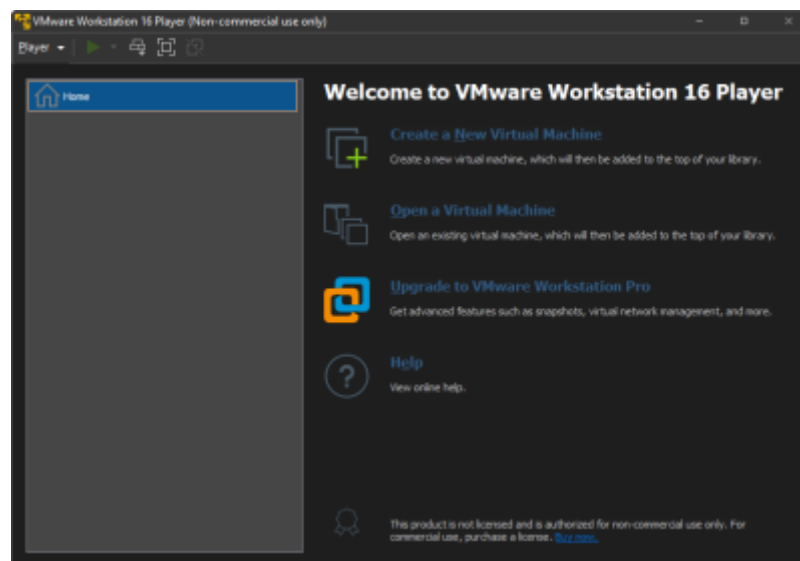 VMware Workstation 16 Player (Non-commercial use only)
Player
Home
Welcome to VMware Workstation 16 Player
Create a New Virtual Machine
Create a new virtual machine, which will then be added to the top of your library.
Open a Virtual Machine
Open an existing virtual machine, which will then be added to the top of your library.
Upgrade to VMware Workstation Pro
Get advanced features such as snapshots, virtual network management, and more.
Help
View online help.
This product is not licensed and is authorized for non-commercial use only. For
commercial use, purchase a license. Buy now.